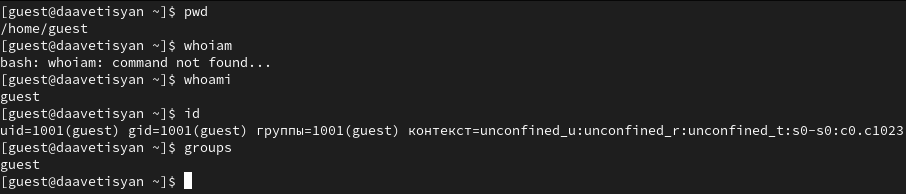 [guest@daavetisyan ~]$ pwd
/home/guest
[guest@daavetisyan ~]$ whoiam
bash: whoiam: command not found...
[guest@daavetisyan ~]$ whoami
guest
[guest@daavetisyan ~]$ id
uid=1001(guest) gid=1001(guest) группы=1001(guest) контекст=unconfined_u:unconfined_r:unconfined_t:s0-s0:c0.c1023
[guest@daavetisyan ~]$ groups
guest
[guest@daavetisyan ~]$